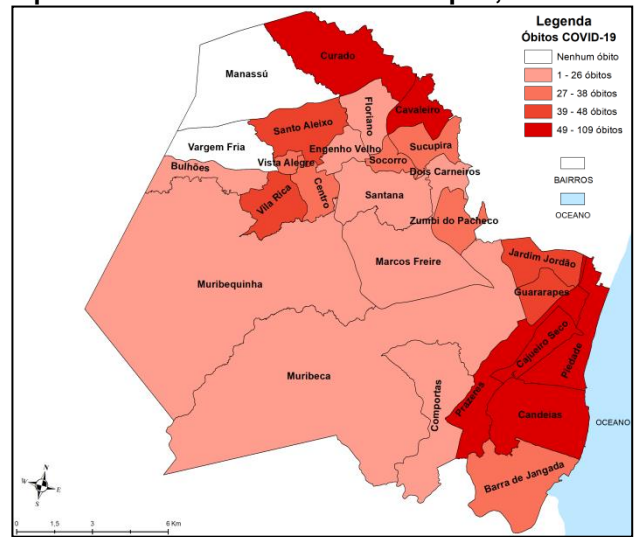 Legenda
Óbitos COVID-19
Nenhum óbito
1 - 26 óbitos
27 - 38 óbitos
39 - 48 óbitos
49 - 109 óbitos
BAIRROS
OCEANO
Curado
Manassú
Cavaleiro
Floriano
Santo Aleixo
Vargem Fria
Engenho Velho
Sucupira
Bulhões
Vista Alegre
Socorro
Dois Carneiros
Vila Rica
Centro
Santana
Zumbi do Pacheco
Marcos Freire
Jardim Jordão
Muribequinha
Guararapes
Cajueiro Seco
Piedade
Muribeca
Comportas
Prazeres
Candeias
OCEANO
Barra de Jangada
N
W
E
S
0 1,5 3 6 Km